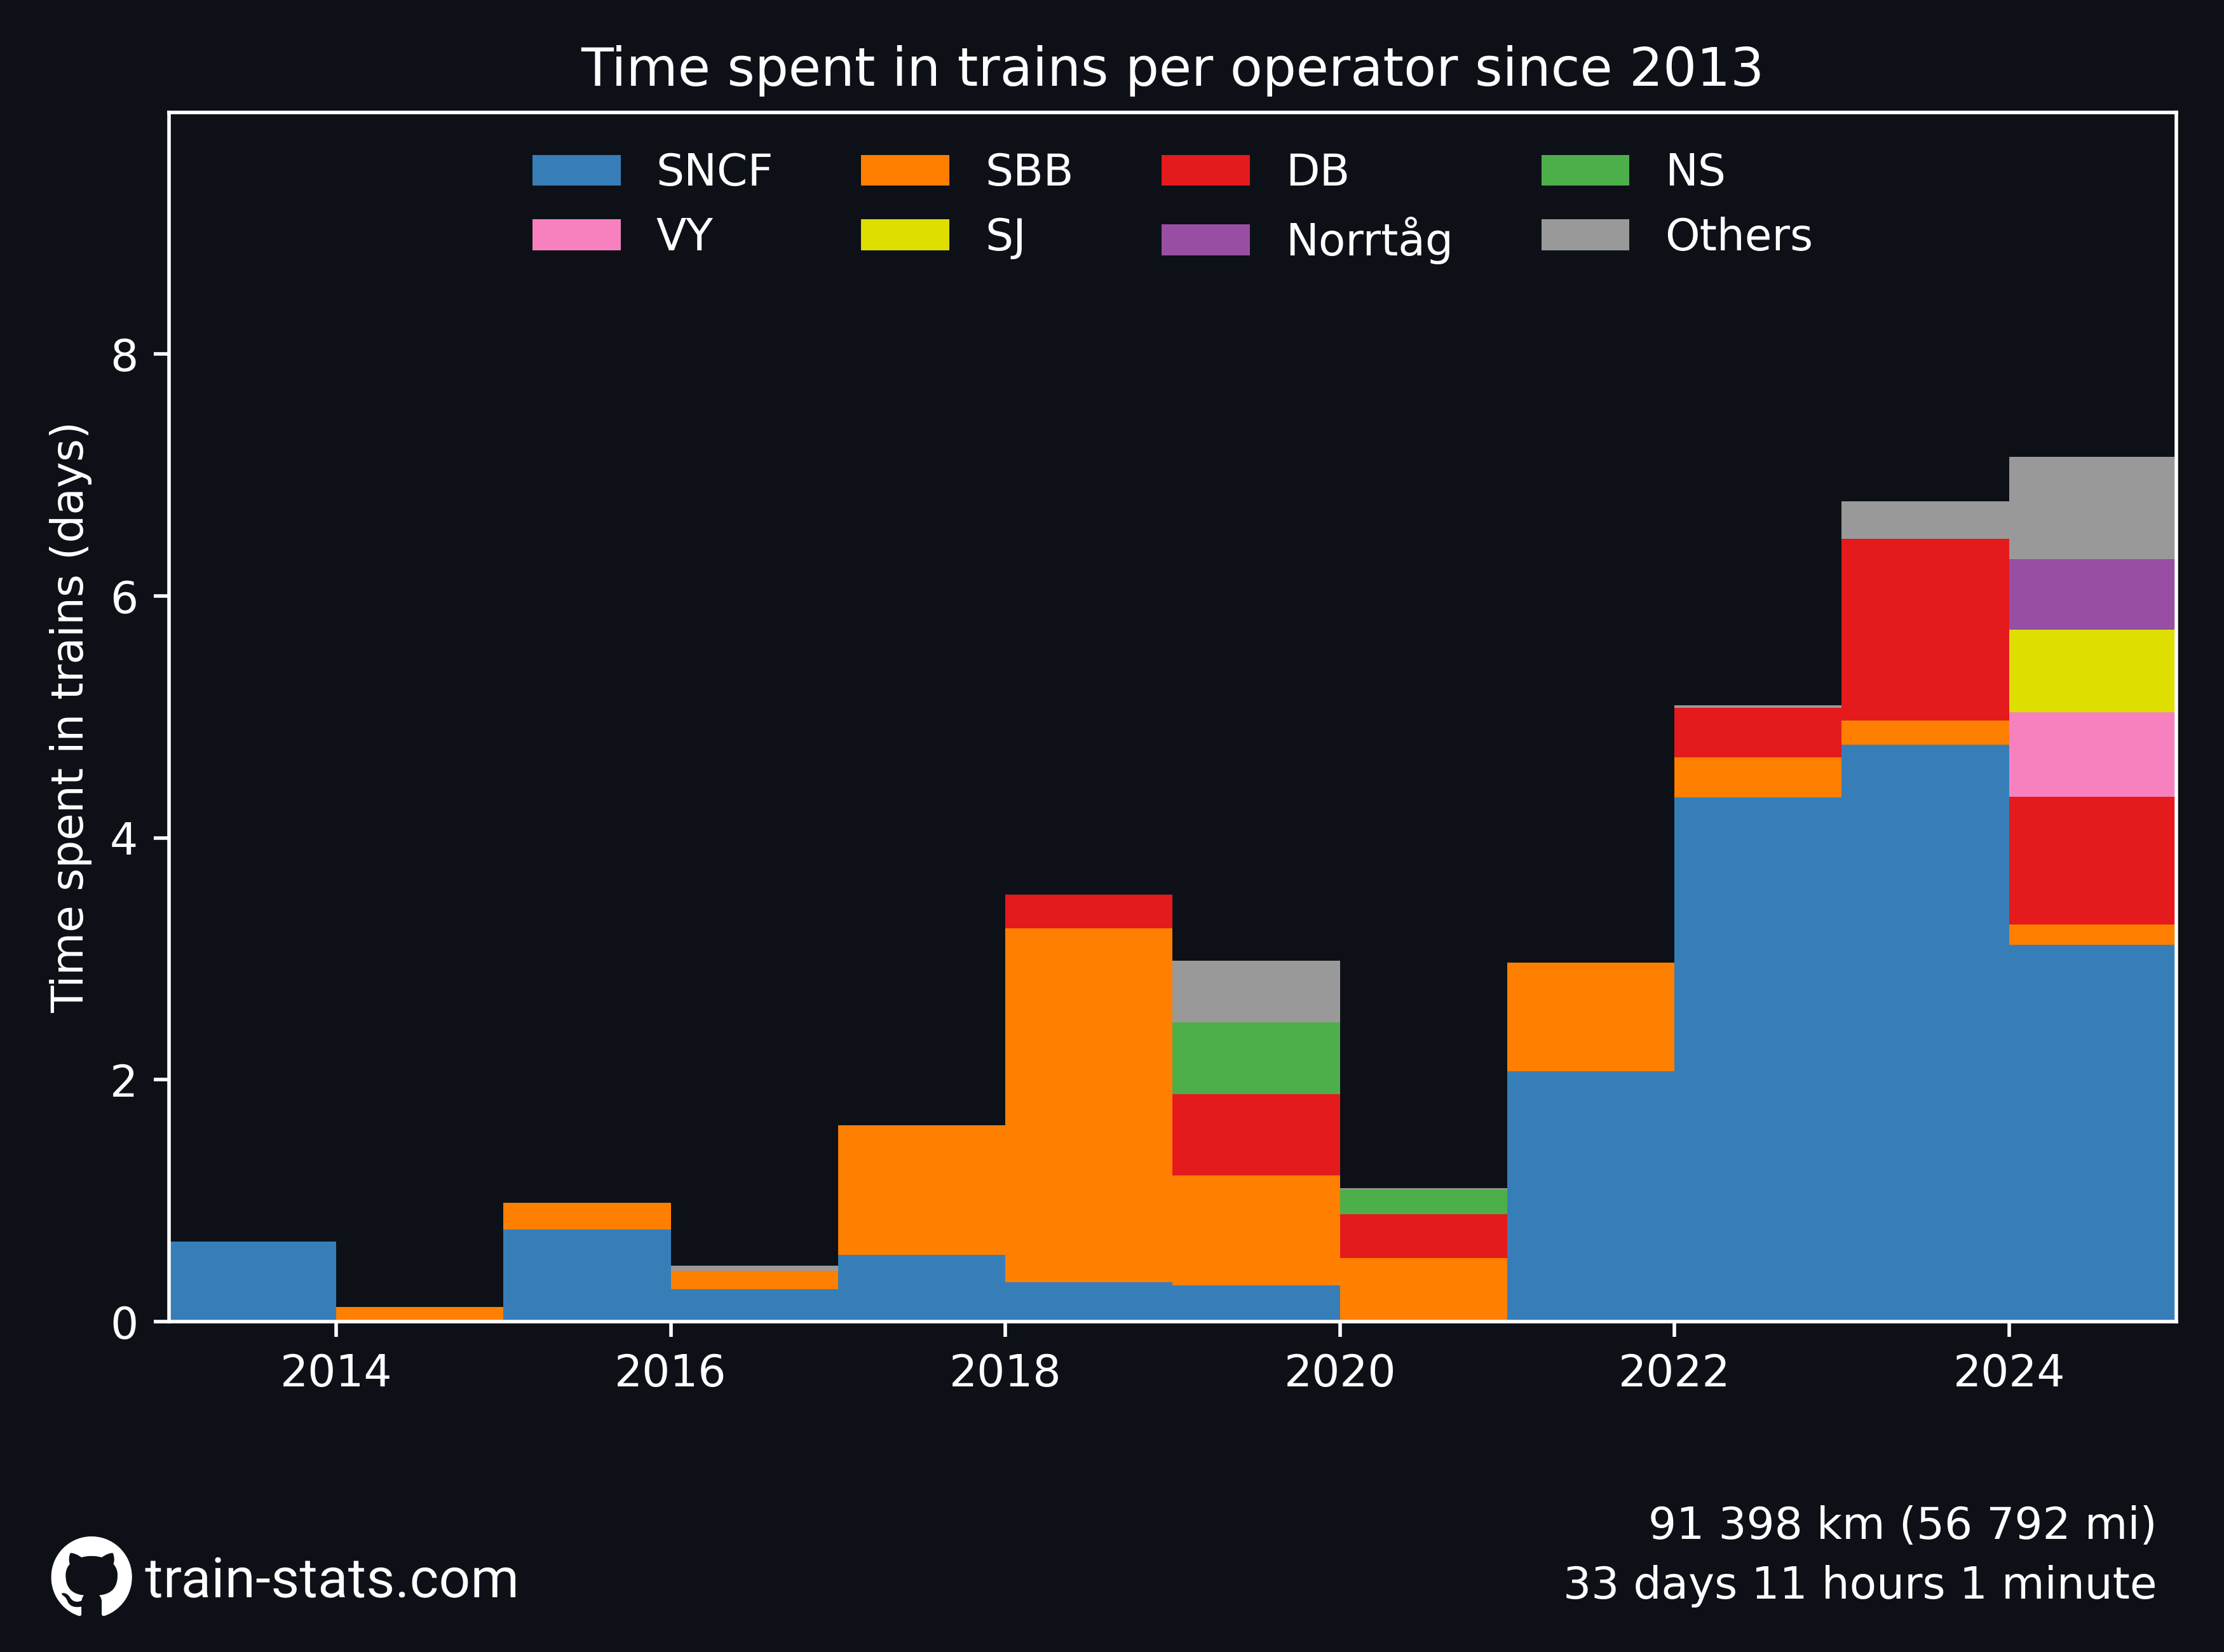 Time spent in trains per operator since 2013
SNCF SBB DB NS
VY SJ Norrtåg Others
Time spent in trains (days)
8
6
4
2
0
2014 2016 2018 2020 2022 2024
91 398 km (56 792 mi)
33 days 11 hours 1 minute
train-stats.com